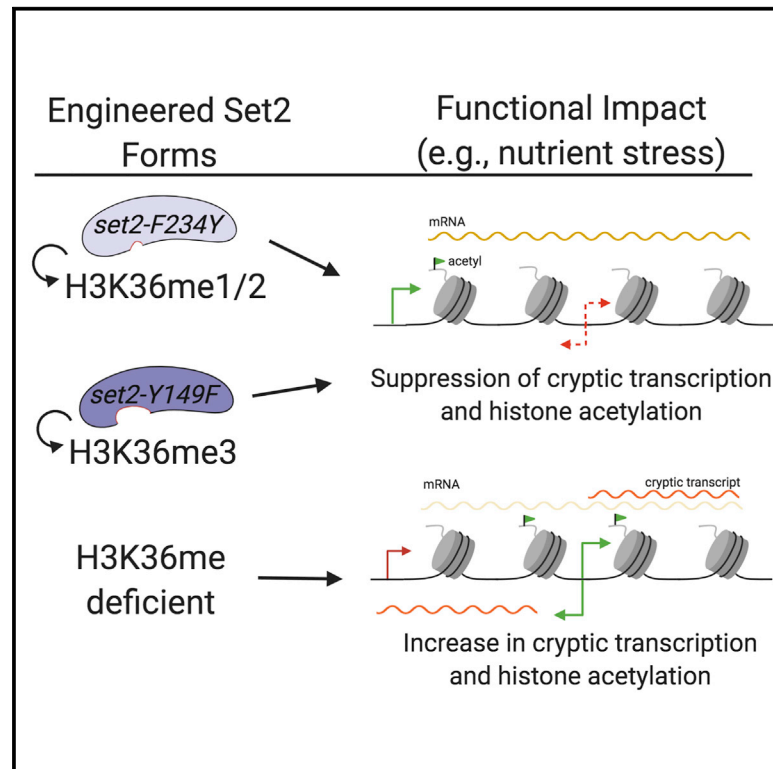 Engineered Set2
Forms
Functional Impact
(e.g., nutrient stress)
set2-F234Y
H3K36me1/2
mRNA
acetyl
Suppression of cryptic transcription
and histone acetylation
set2-Y149F
H3K36me3
H3K36me
deficient
mRNA
cryptic transcript
Increase in cryptic transcription
and histone acetylation